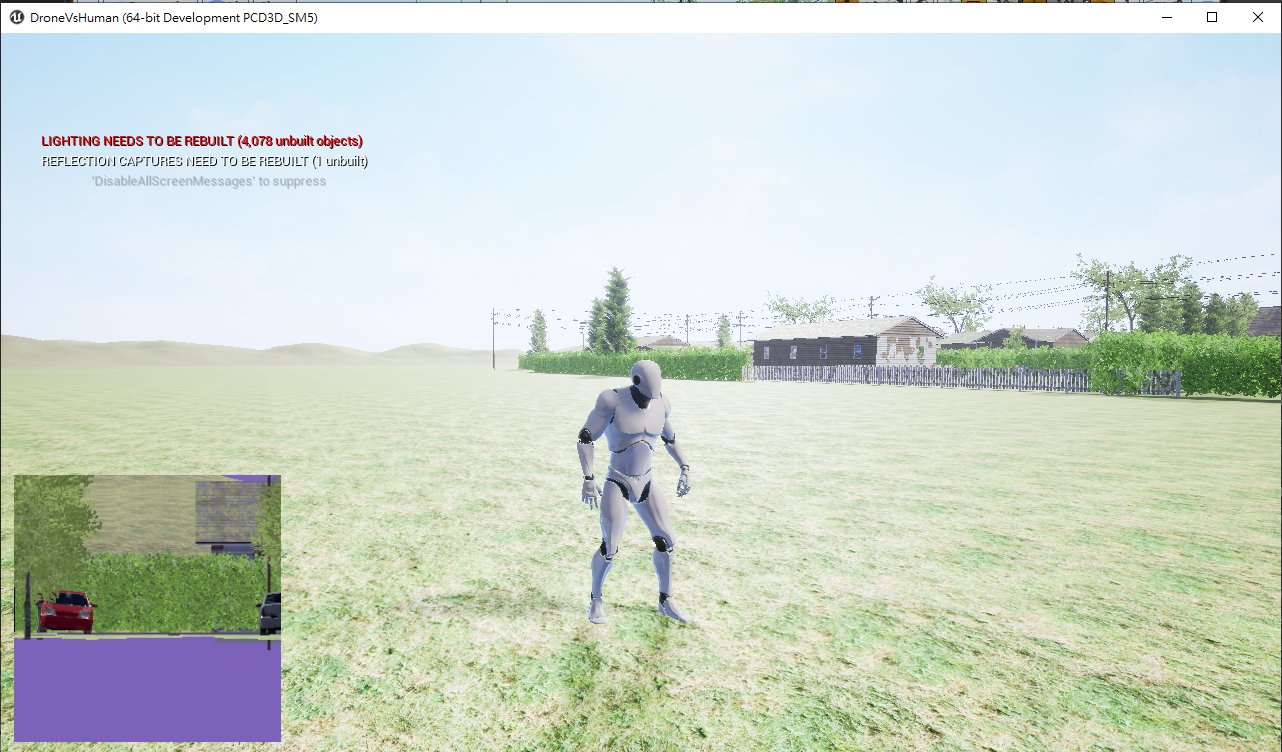 DroneVsHuman (64-bit Development PCD3D_SM5)
LIGHTING NEEDS TO BE REBUILT (4,078 unbuilt objects)
REFLECTION CAPTURES NEED TO BE REBUILT (1 unbuilt)
'DisableAllScreenMessages' to suppress